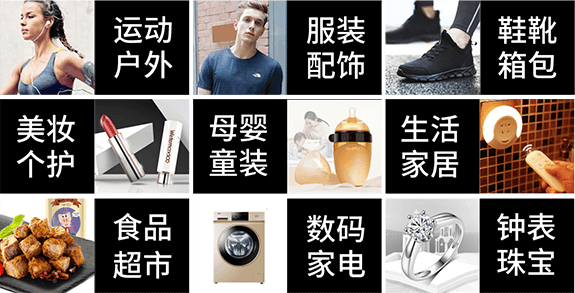 运动
户外
服装
配饰
鞋靴
箱包
美妆
个护
母婴
童装
生活
家居
食品
超市
数码
家电
钟表
珠宝